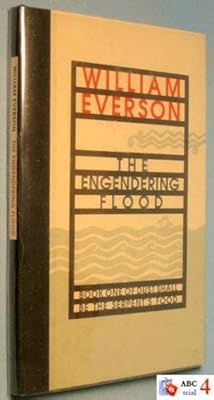 WILLIAM EVERSON THE ENGENDERING FLOOD
WILLIAM
EVERSON
THE
ENGENDERING
FLOOD
BOOK ONE OF DUST SHALL
BE THE SERPENT'S FOOD
ABC 4
trial